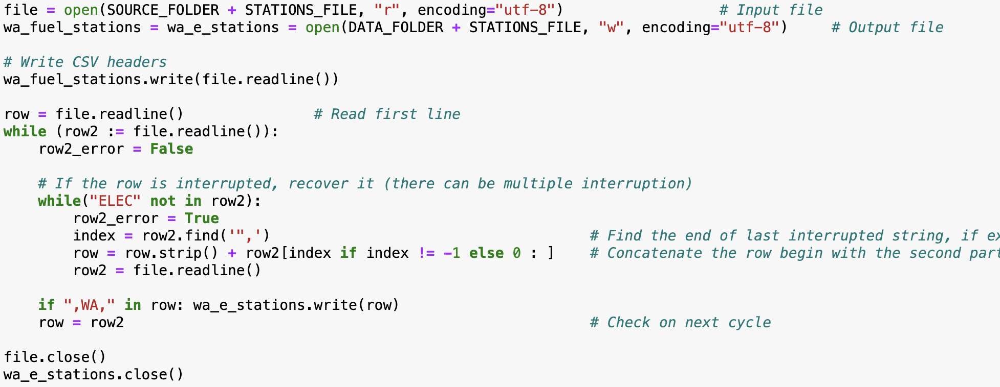 file = open(SOURCE_FOLDER + STATIONS_FILE, "r", encoding="utf-8") # Input file
wa_fuel_stations = wa_e_stations = open(DATA_FOLDER + STATIONS_FILE, "w", encoding="utf-8") # Output file
# Write CSV headers
wa_fuel_stations.write(file.readline())
row = file.readline() # Read first line
while (row2 := file.readline()):
    row2_error = False
    # If the row is interrupted, recover it (there can be multiple interruption)
    while("ELEC" not in row2):
        row2_error = True
        index = row2.find('",') # Find the end of last interrupted string, if ex
        row = row.strip() + row2[index if index != -1 else 0 : ] # Concatenate the row begin with the second part
        row2 = file.readline()
    if ",WA," in row: wa_e_stations.write(row)
    row = row2 # Check on next cycle
file.close()
wa_e_stations.close()